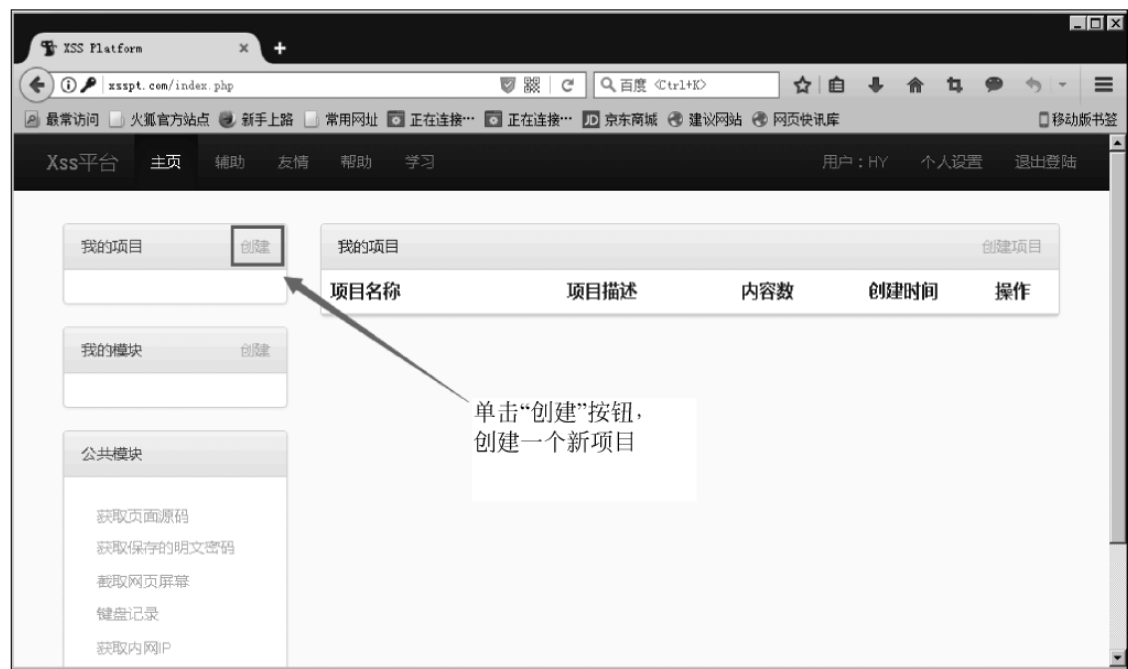 XSS Platform
xsspt.com/index.php
百度 <Ctrl+K>
最常访问 火狐官方站点 新手上路 常用网址 正在连接… 正在连接… JD 京东商城 建议网站 网页快讯库 移动版书签
Xss平台 主页 辅助 友情 帮助 学习 用户：HY 个人设置 退出登陆
我的项目 创建
我的项目 创建项目
项目名称 项目描述 内容数 创建时间 操作
我的模块 创建
单击“创建”按钮，
创建一个新项目
公共模块
获取页面源码
获取保存的明文密码
截取网页屏幕
键盘记录
获取内网IP